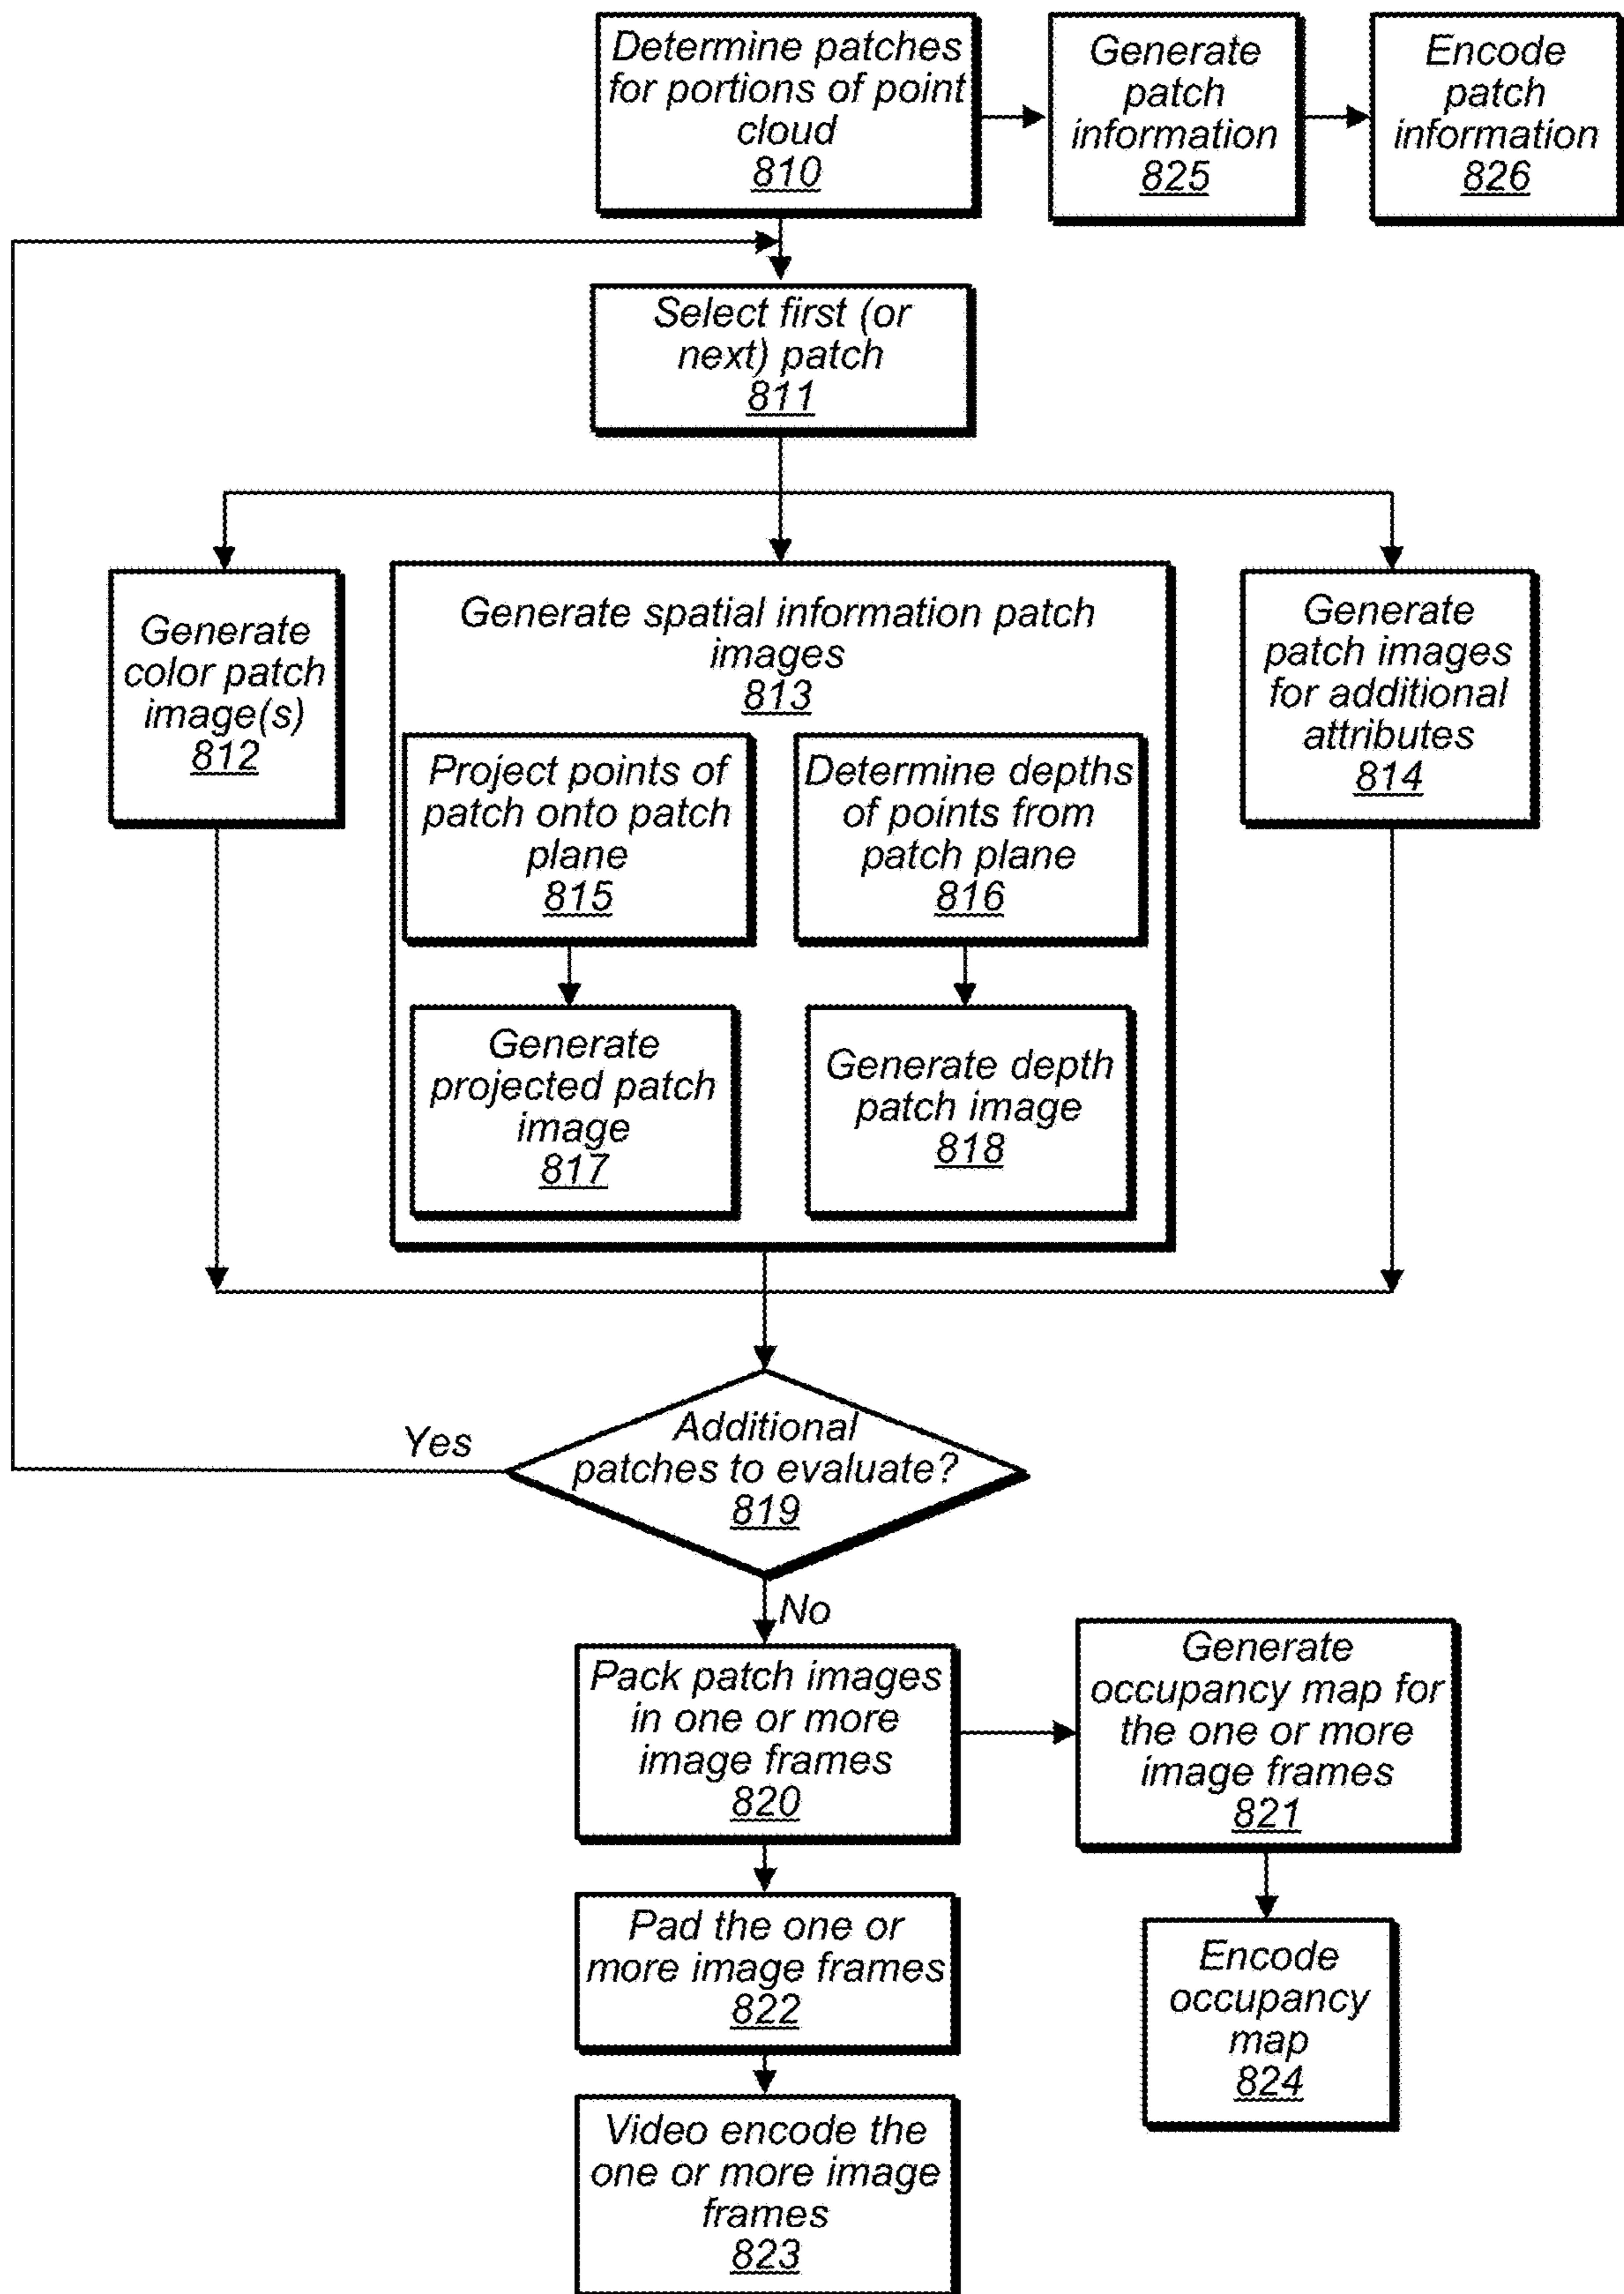 Determine patches
for portions of point
cloud
810
Generate
patch
information
825
Encode
patch
information
826
Select first (or
next) patch
811
Generate
color patch
image(s)
812
Generate spatial information patch
images
813
Generate
patch images
for additional
attributes
814
Project points of
patch onto patch
plane
815
Determine depths
of points from
patch plane
816
Generate
projected patch
image
817
Generate depth
patch image
818
Additional
patches to evaluate?
819
Yes
No
Pack patch images
in one or more
image frames
820
Generate
occupancy map for
the one or more
image frames
821
Pad the one or
more image frames
822
Encode
occupancy
map
824
Video encode the
one or more image
frames
823